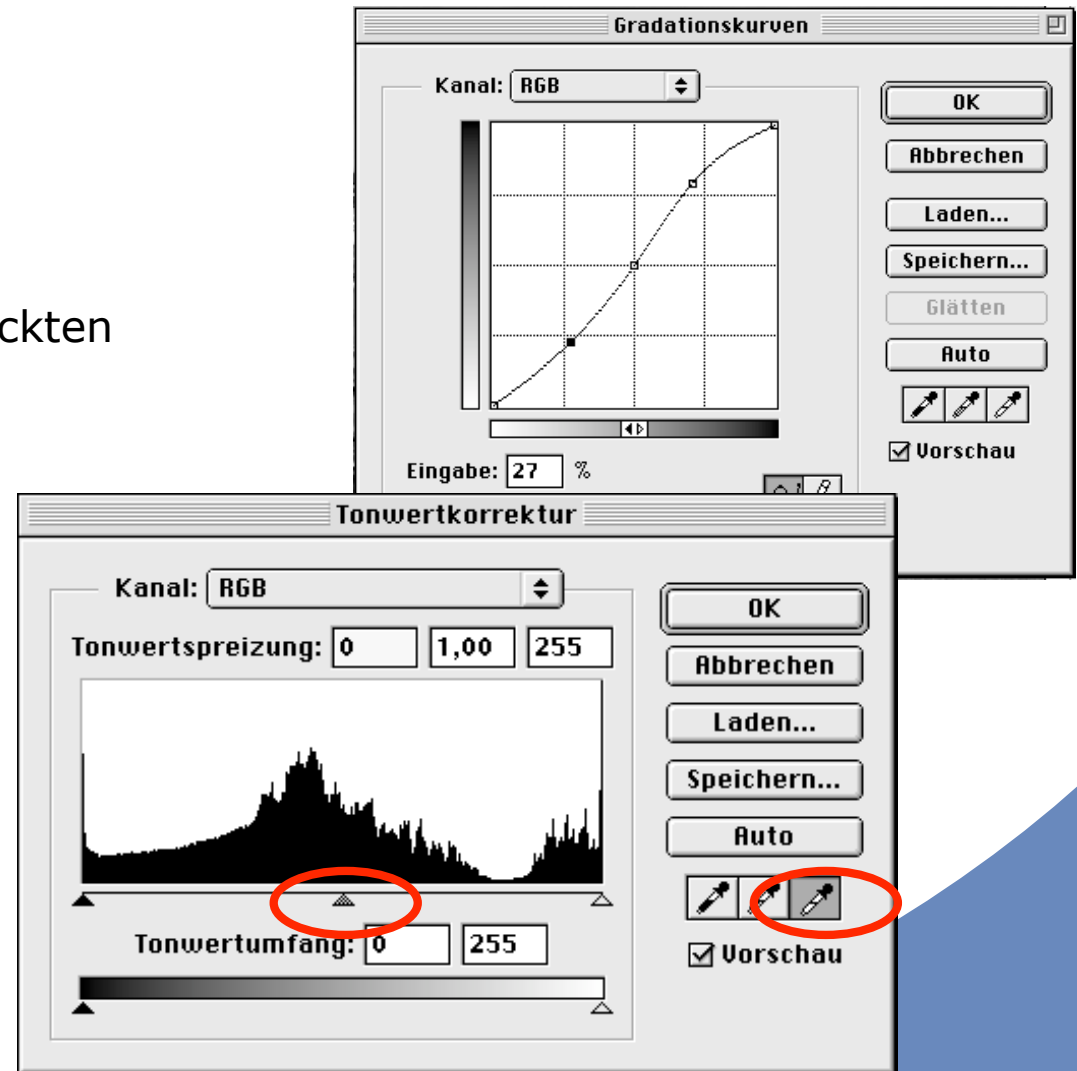 Gradationskurven
Kanal: RGB
OK
Abbrechen
Laden...
Speichern...
Glätten
Auto
Vorschau
Eingabe: 27 %
ckten
Tonwertkorrektur
Kanal: RGB
Tonwertspreizung: 0 1,00 255
OK
Abbrechen
Laden...
Speichern...
Auto
Vorschau
Tonwertumfang: 0 255